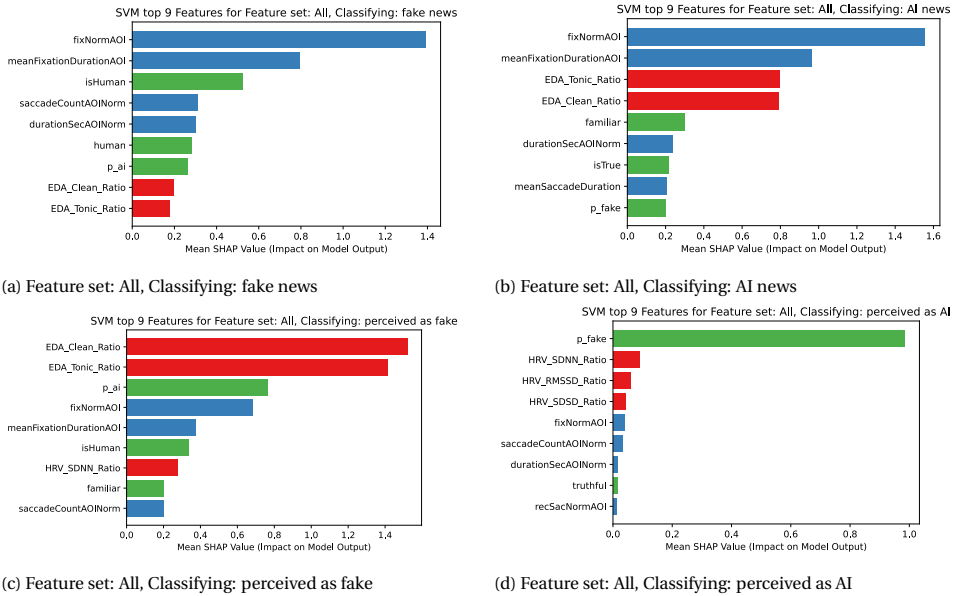 SVM top 9 Features for Feature set: All, Classifying: fake news
fixNormAOI
meanFixationDurationAOI
isHuman
saccadeCountAOINorm
durationSecAOINorm
human
p_ai
EDA_Clean_Ratio
EDA_Tonic_Ratio
0.0 0.2 0.4 0.6 0.8 1.0 1.2 1.4
Mean SHAP Value (Impact on Model Output)
(a) Feature set: All, Classifying: fake news
SVM top 9 Features for Feature set: All, Classifying: AI news
fixNormAOI
meanFixationDurationAOI
EDA_Tonic_Ratio
EDA_Clean_Ratio
familiar
durationSecAOINorm
isTrue
meanSaccadeDuration
p_fake
0.0 0.2 0.4 0.6 0.8 1.0 1.2 1.4 1.6
Mean SHAP Value (Impact on Model Output)
(b) Feature set: All, Classifying: AI news
SVM top 9 Features for Feature set: All, Classifying: perceived as fake
EDA_Clean_Ratio
EDA_Tonic_Ratio
p_ai
fixNormAOI
meanFixationDurationAOI
isHuman
HRV_SDNN_Ratio
familiar
saccadeCountAOINorm
0.0 0.2 0.4 0.6 0.8 1.0 1.2 1.4
Mean SHAP Value (Impact on Model Output)
(c) Feature set: All, Classifying: perceived as fake
SVM top 9 Features for Feature set: All, Classifying: perceived as AI
p_fake
HRV_SDNN_Ratio
HRV_RMSSD_Ratio
HRV_SDSD_Ratio
fixNormAOI
saccadeCountAOINorm
durationSecAOINorm
truthful
recSacNormAOI
0.0 0.2 0.4 0.6 0.8 1.0
Mean SHAP Value (Impact on Model Output)
(d) Feature set: All, Classifying: perceived as AI